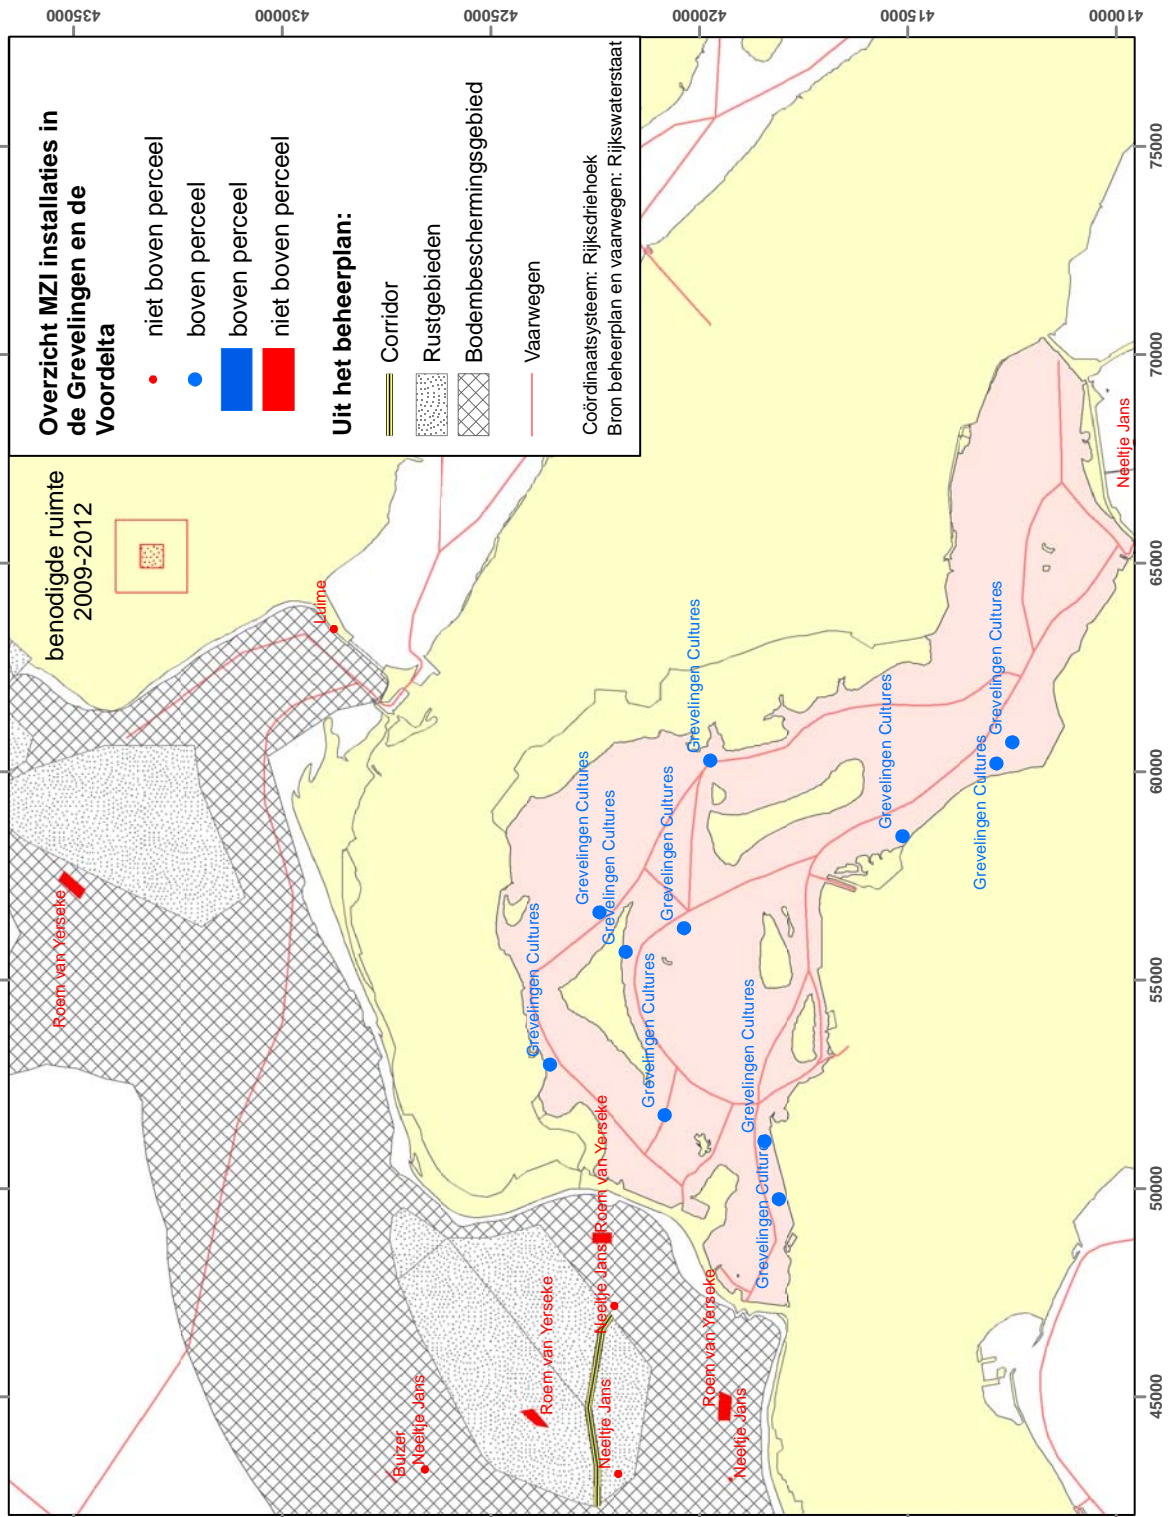 Overzicht MZI installaties in
de Grevelingen en de
Voordelta
niet boven perceel
boven perceel
boven perceel
niet boven perceel
Uit het beheerplan:
Corridor
Rustgebieden
Bodembeschermingsgebied
Vaarwegen
Coördinaatsysteem: Rijksdriehoek
Bron beheerplan en vaarwegen: Rijkswaterstaat
benodigde ruimte
2009-2012
Roem van Yerseke
Luime
Buizer
Neeltje Jans
Roem van Yerseke
Neeltje Jans
Neeltje Jans
Roem van Yerseke
Roem van Yerseke
Neeltje Jans
Grevelingen Cultures
Grevelingen Cultures
Grevelingen Cultures
Grevelingen Cultures
Grevelingen Cultures
Grevelingen Cultures
Grevelingen Cultures
Grevelingen Cultures
Grevelingen Cultures
Grevelingen Cultures
Grevelingen Cultures
Neeltje Jans
45000
50000
55000
60000
65000
70000
75000
435000
430000
425000
420000
415000
410000